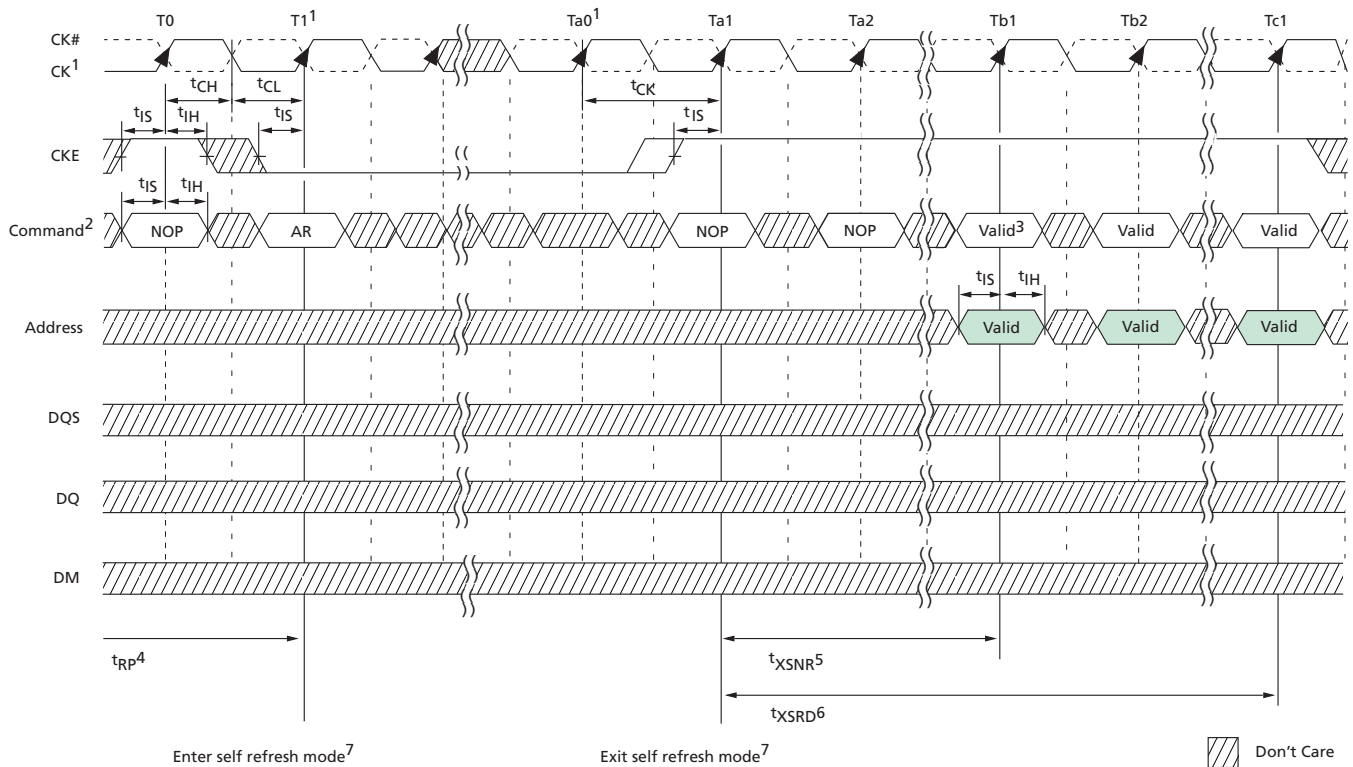 T0 T1¹ Ta0¹ Ta1 Ta2 Tb1 Tb2 Tc1
CK#
CK¹
tCH tCL tCK
tIS tIH tIS tIS
CKE
tIS tIH
Command² NOP AR NOP NOP Valid³ Valid Valid
tIS tIH
Address Valid Valid Valid
DQS
DQ
DM
tRP⁴ tXSNR⁵
tXSRD⁶
Enter self refresh mode⁷ Exit self refresh mode⁷ Don't Care